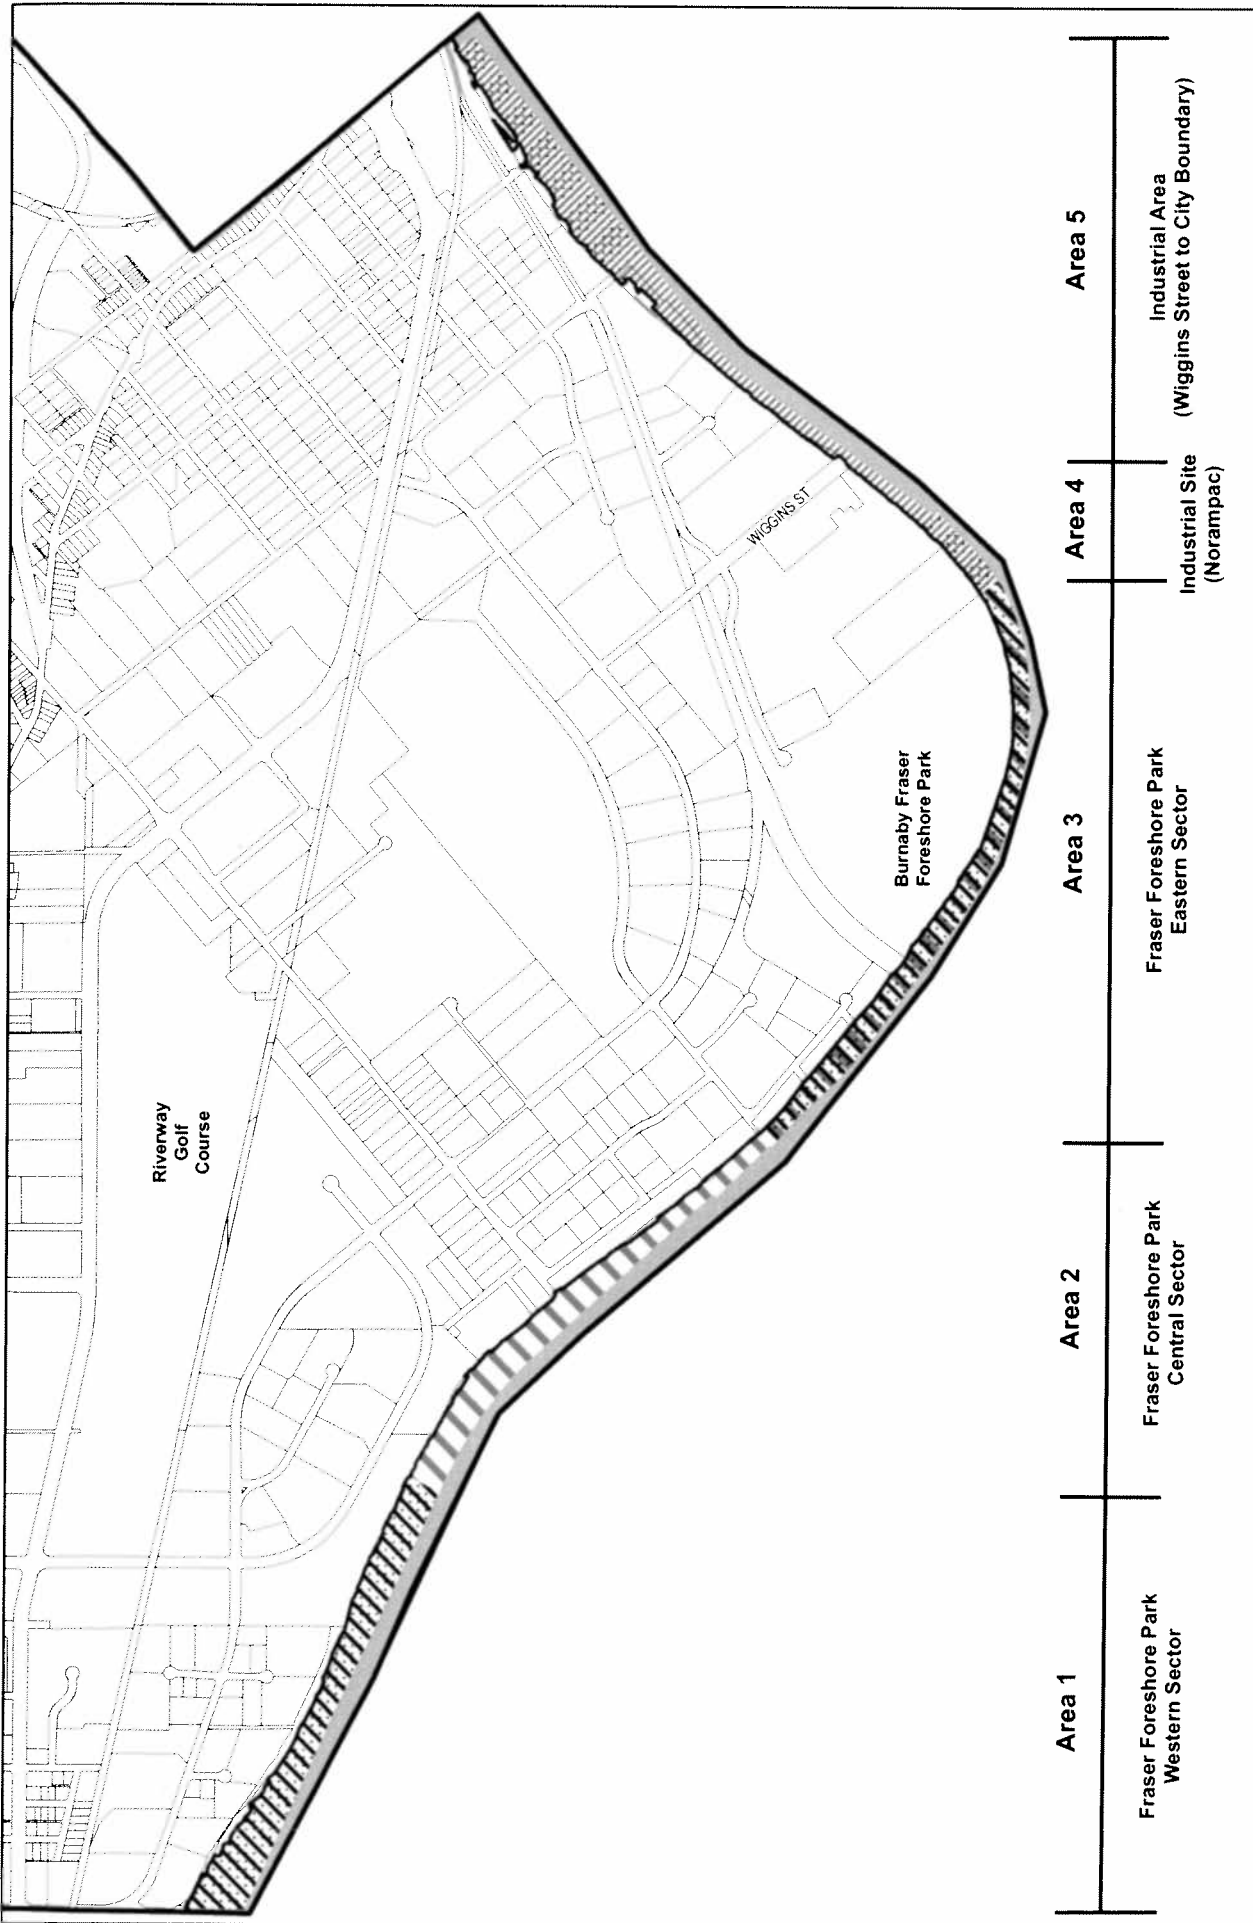 Riverway
Golf
Course
WIGGINS ST
Burnaby Fraser
Foreshore Park
Area 1
Area 2
Area 3
Area 4
Area 5
Fraser Foreshore Park
Western Sector
Fraser Foreshore Park
Central Sector
Fraser Foreshore Park
Eastern Sector
Industrial Site
(Norampac)
Industrial Area
(Wiggins Street to City Boundary)